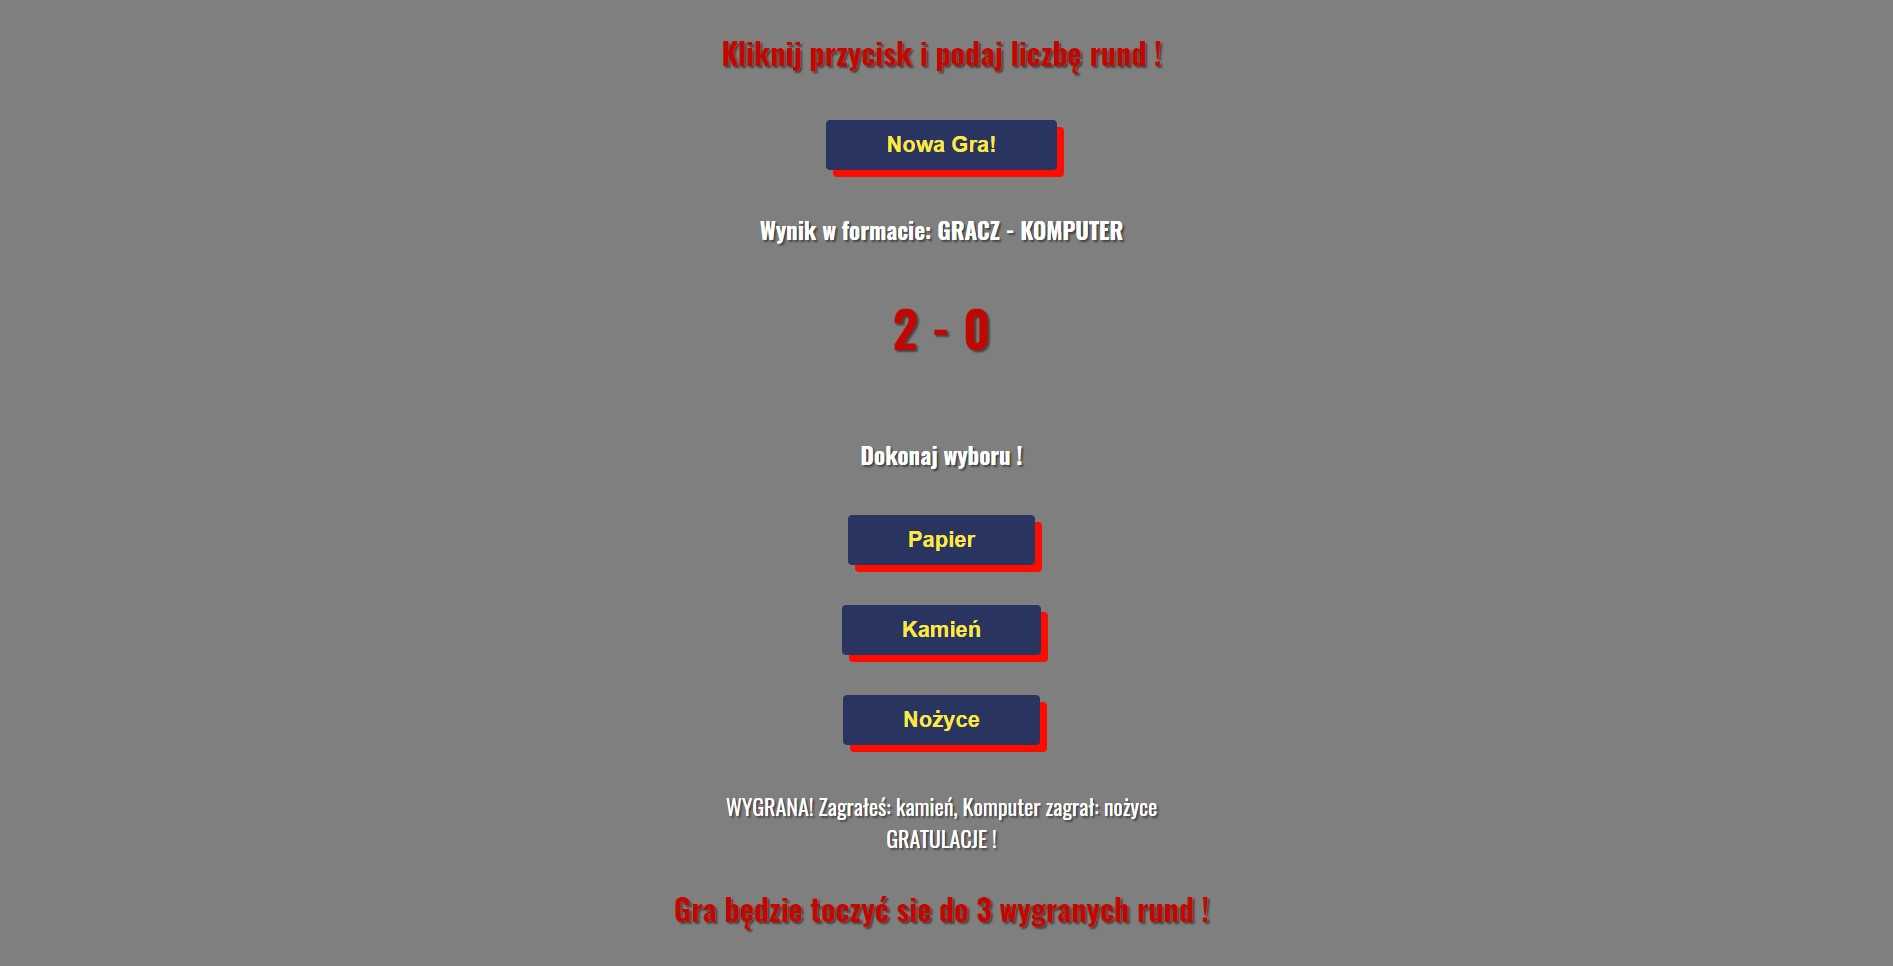 Kliknij przycisk i podaj liczbę rund !
Nowa Gra!
Wynik w formacie: GRACZ - KOMPUTER
2 - 0
Dokonaj wyboru !
Papier
Kamień
Nożyce
WYGRANA! Zagrałeś: kamień, Komputer zagrał: nożyce
GRATULACJE !
Gra będzie toczyć sie do 3 wygranych rund !